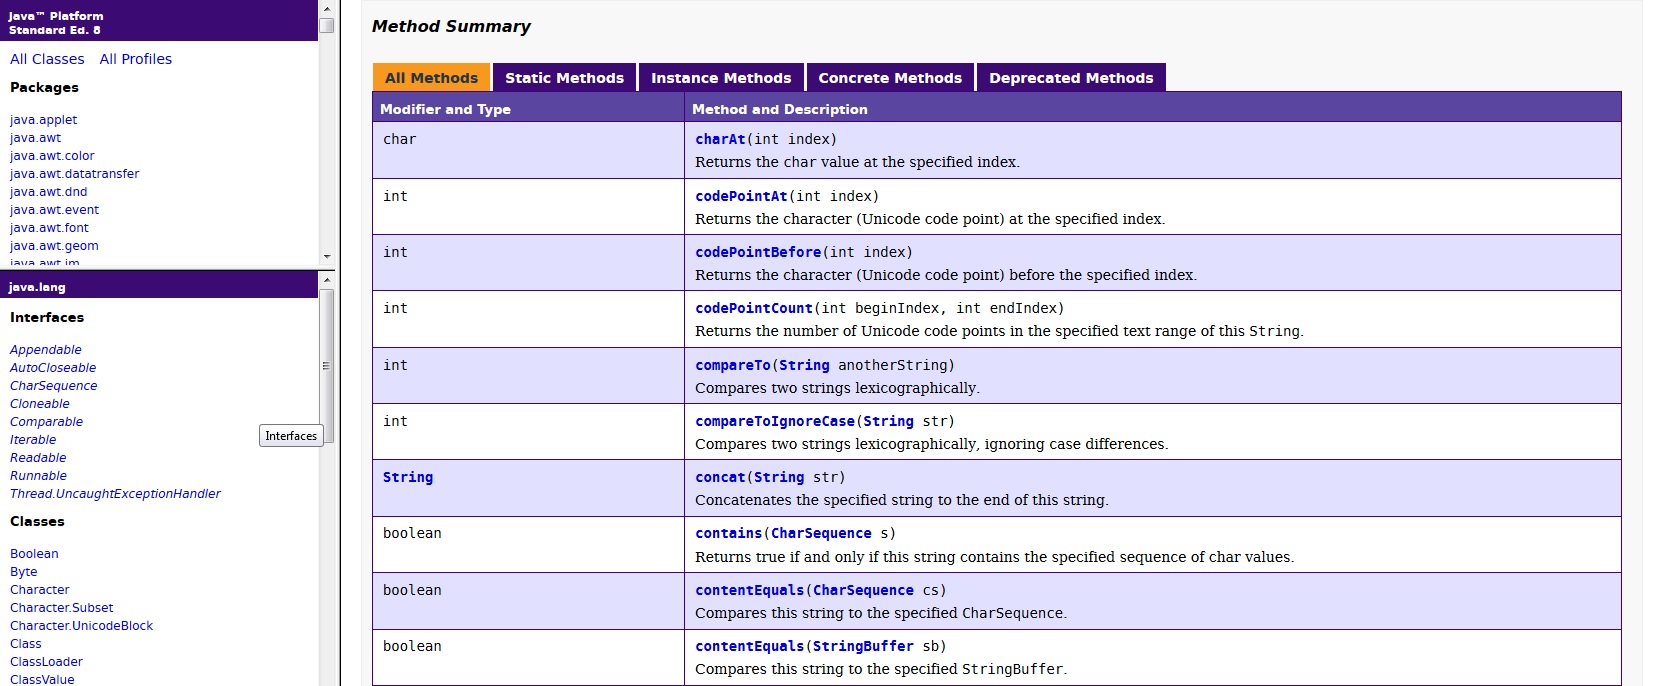 Java™ Platform
Standard Ed. 8
All Classes All Profiles
Packages
java.applet
java.awt
java.awt.color
java.awt.datatransfer
java.awt.dnd
java.awt.event
java.awt.font
java.awt.geom
java.awt.im
java.lang
Interfaces
Appendable
AutoCloseable
CharSequence
Cloneable
Comparable
Iterable
Readable
Runnable
Thread.UncaughtExceptionHandler
Interfaces
Classes
Boolean
Byte
Character
Character.Subset
Character.UnicodeBlock
Class
ClassLoader
ClassValue
Method Summary
All Methods Static Methods Instance Methods Concrete Methods Deprecated Methods
Modifier and Type Method and Description
char charAt(int index)
Returns the char value at the specified index.
int codePointAt(int index)
Returns the character (Unicode code point) at the specified index.
int codePointBefore(int index)
Returns the character (Unicode code point) before the specified index.
int codePointCount(int beginIndex, int endIndex)
Returns the number of Unicode code points in the specified text range of this String.
int compareTo(String anotherString)
Compares two strings lexicographically.
int compareToIgnoreCase(String str)
Compares two strings lexicographically, ignoring case differences.
String concat(String str)
Concatenates the specified string to the end of this string.
boolean contains(CharSequence s)
Returns true if and only if this string contains the specified sequence of char values.
boolean contentEquals(CharSequence cs)
Compares this string to the specified CharSequence.
boolean contentEquals(StringBuffer sb)
Compares this string to the specified StringBuffer.